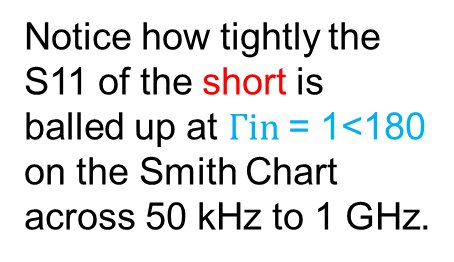 Notice how tightly the
S11 of the short is
balled up at Γin = 1<180
on the Smith Chart
across 50 kHz to 1 GHz.